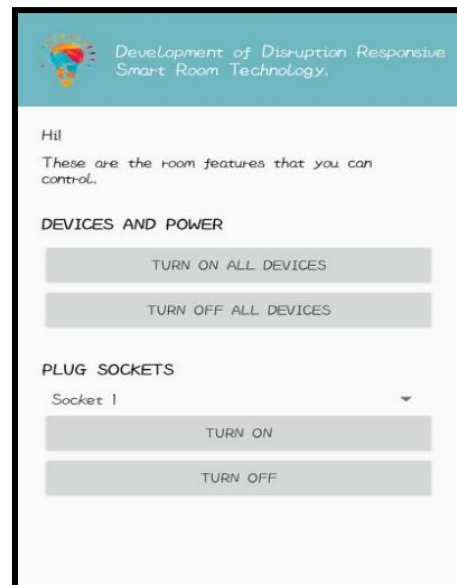 Development of Disruption Responsive
Smart Room Technology.
Hi!
These are the room features that you can
control.
DEVICES AND POWER
TURN ON ALL DEVICES
TURN OFF ALL DEVICES
PLUG SOCKETS
Socket 1
TURN ON
TURN OFF